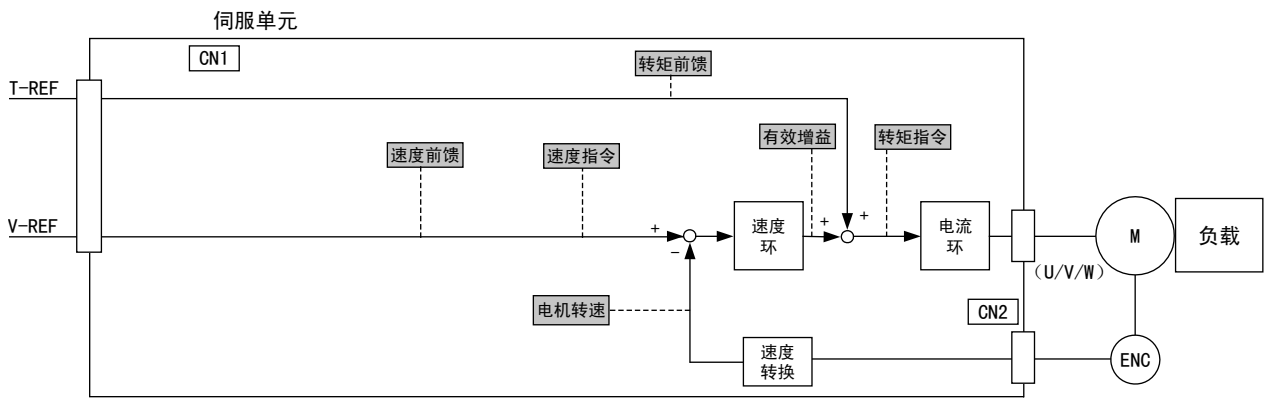 伺服单元
CN1
T-REF
转矩前馈
有效增益
转矩指令
速度前馈
速度指令
V-REF
+
−
速度
环
+
+
电流
环
M
负载
(U/V/W)
电机转速
CN2
速度
转换
ENC